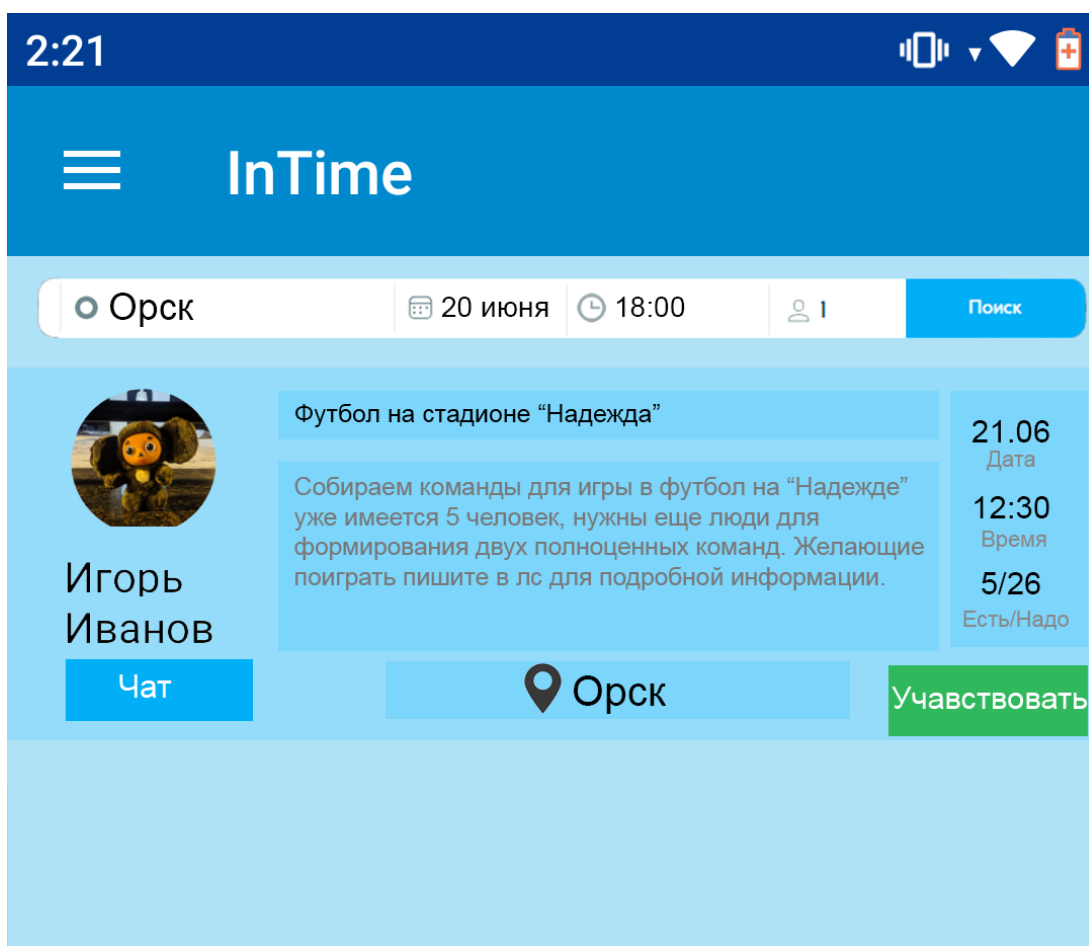 2:21
InTime
Орск
20 июня
18:00
1
Поиск
Футбол на стадионе “Надежда”
Собираем команды для игры в футбол на “Надежде”
уже имеется 5 человек, нужны еще люди для
формирования двух полноценных команд. Желающие
поиграть пишите в лс для подробной информации.
21.06
Дата
12:30
Время
5/26
Есть/Надо
Игорь
Иванов
Чат
Орск
Учавствовать